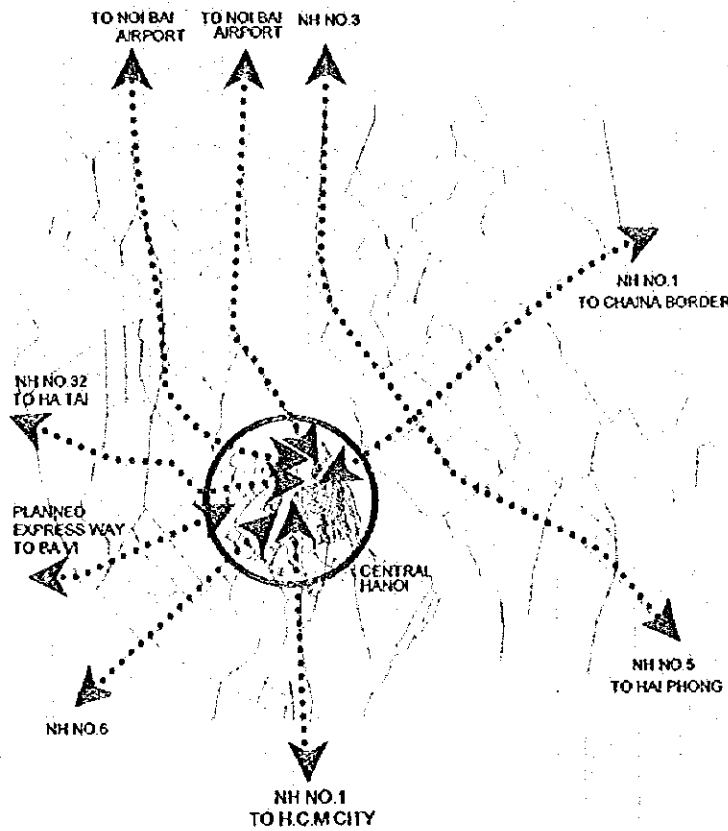 TO NOI BAI
AIRPORT
TO NOI BAI
AIRPORT
NH NO.3
NH NO.1
TO CHAINA BORDER
NH NO.32
TO HA TAI
PLANNED
EXPRESS WAY
TO BA VI
CENTRAL
HANOI
NH NO.5
TO HAI PHONG
NH NO.6
NH NO.1
TO H.C.M CITY